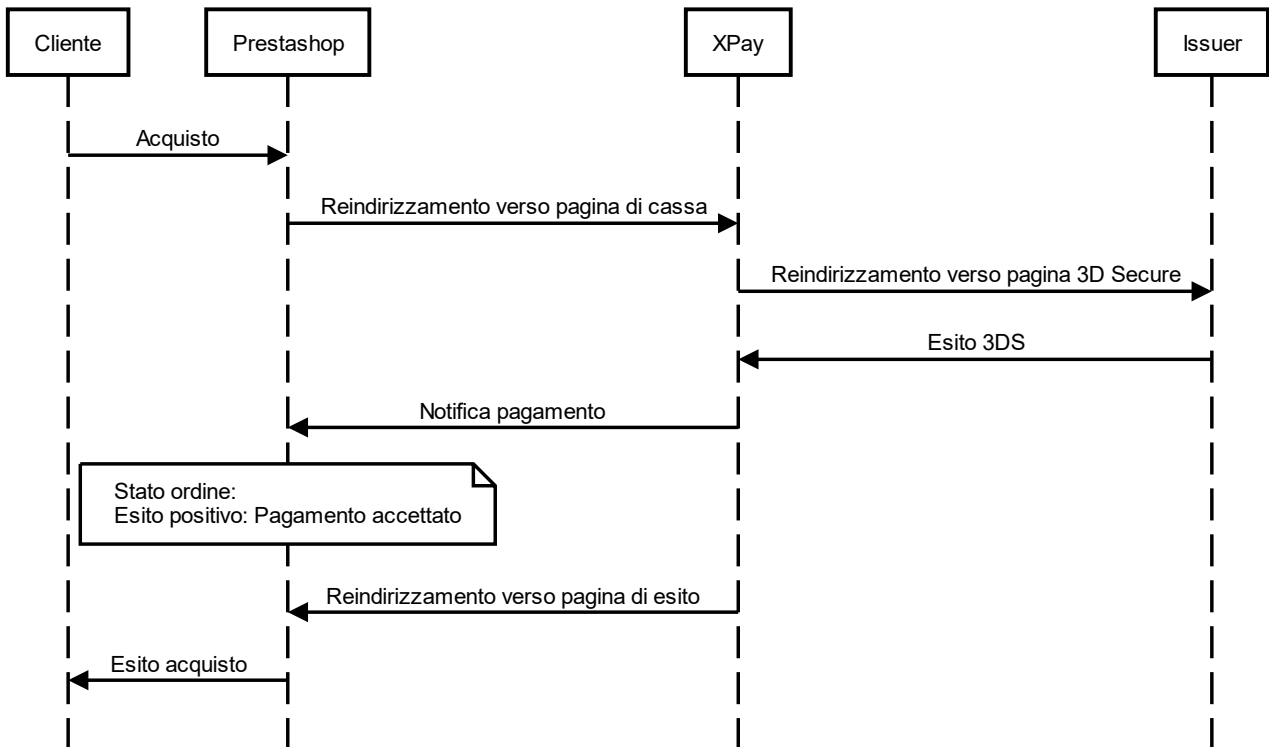 Cliente
Prestashop
XPay
Issuer
Acquisto
Reindirizzamento verso pagina di cassa
Reindirizzamento verso pagina 3D Secure
Esito 3DS
Notifica pagamento
Stato ordine:
Esito positivo: Pagamento accettato
Reindirizzamento verso pagina di esito
Esito acquisto